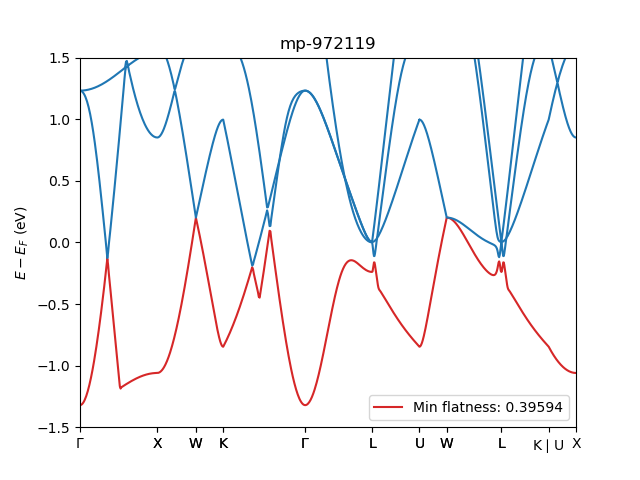 mp-972119
E − E_F (eV)
1.5
1.0
0.5
0.0
−0.5
−1.0
−1.5
Min flatness: 0.39594
Γ X W K Γ L U W L K | U X